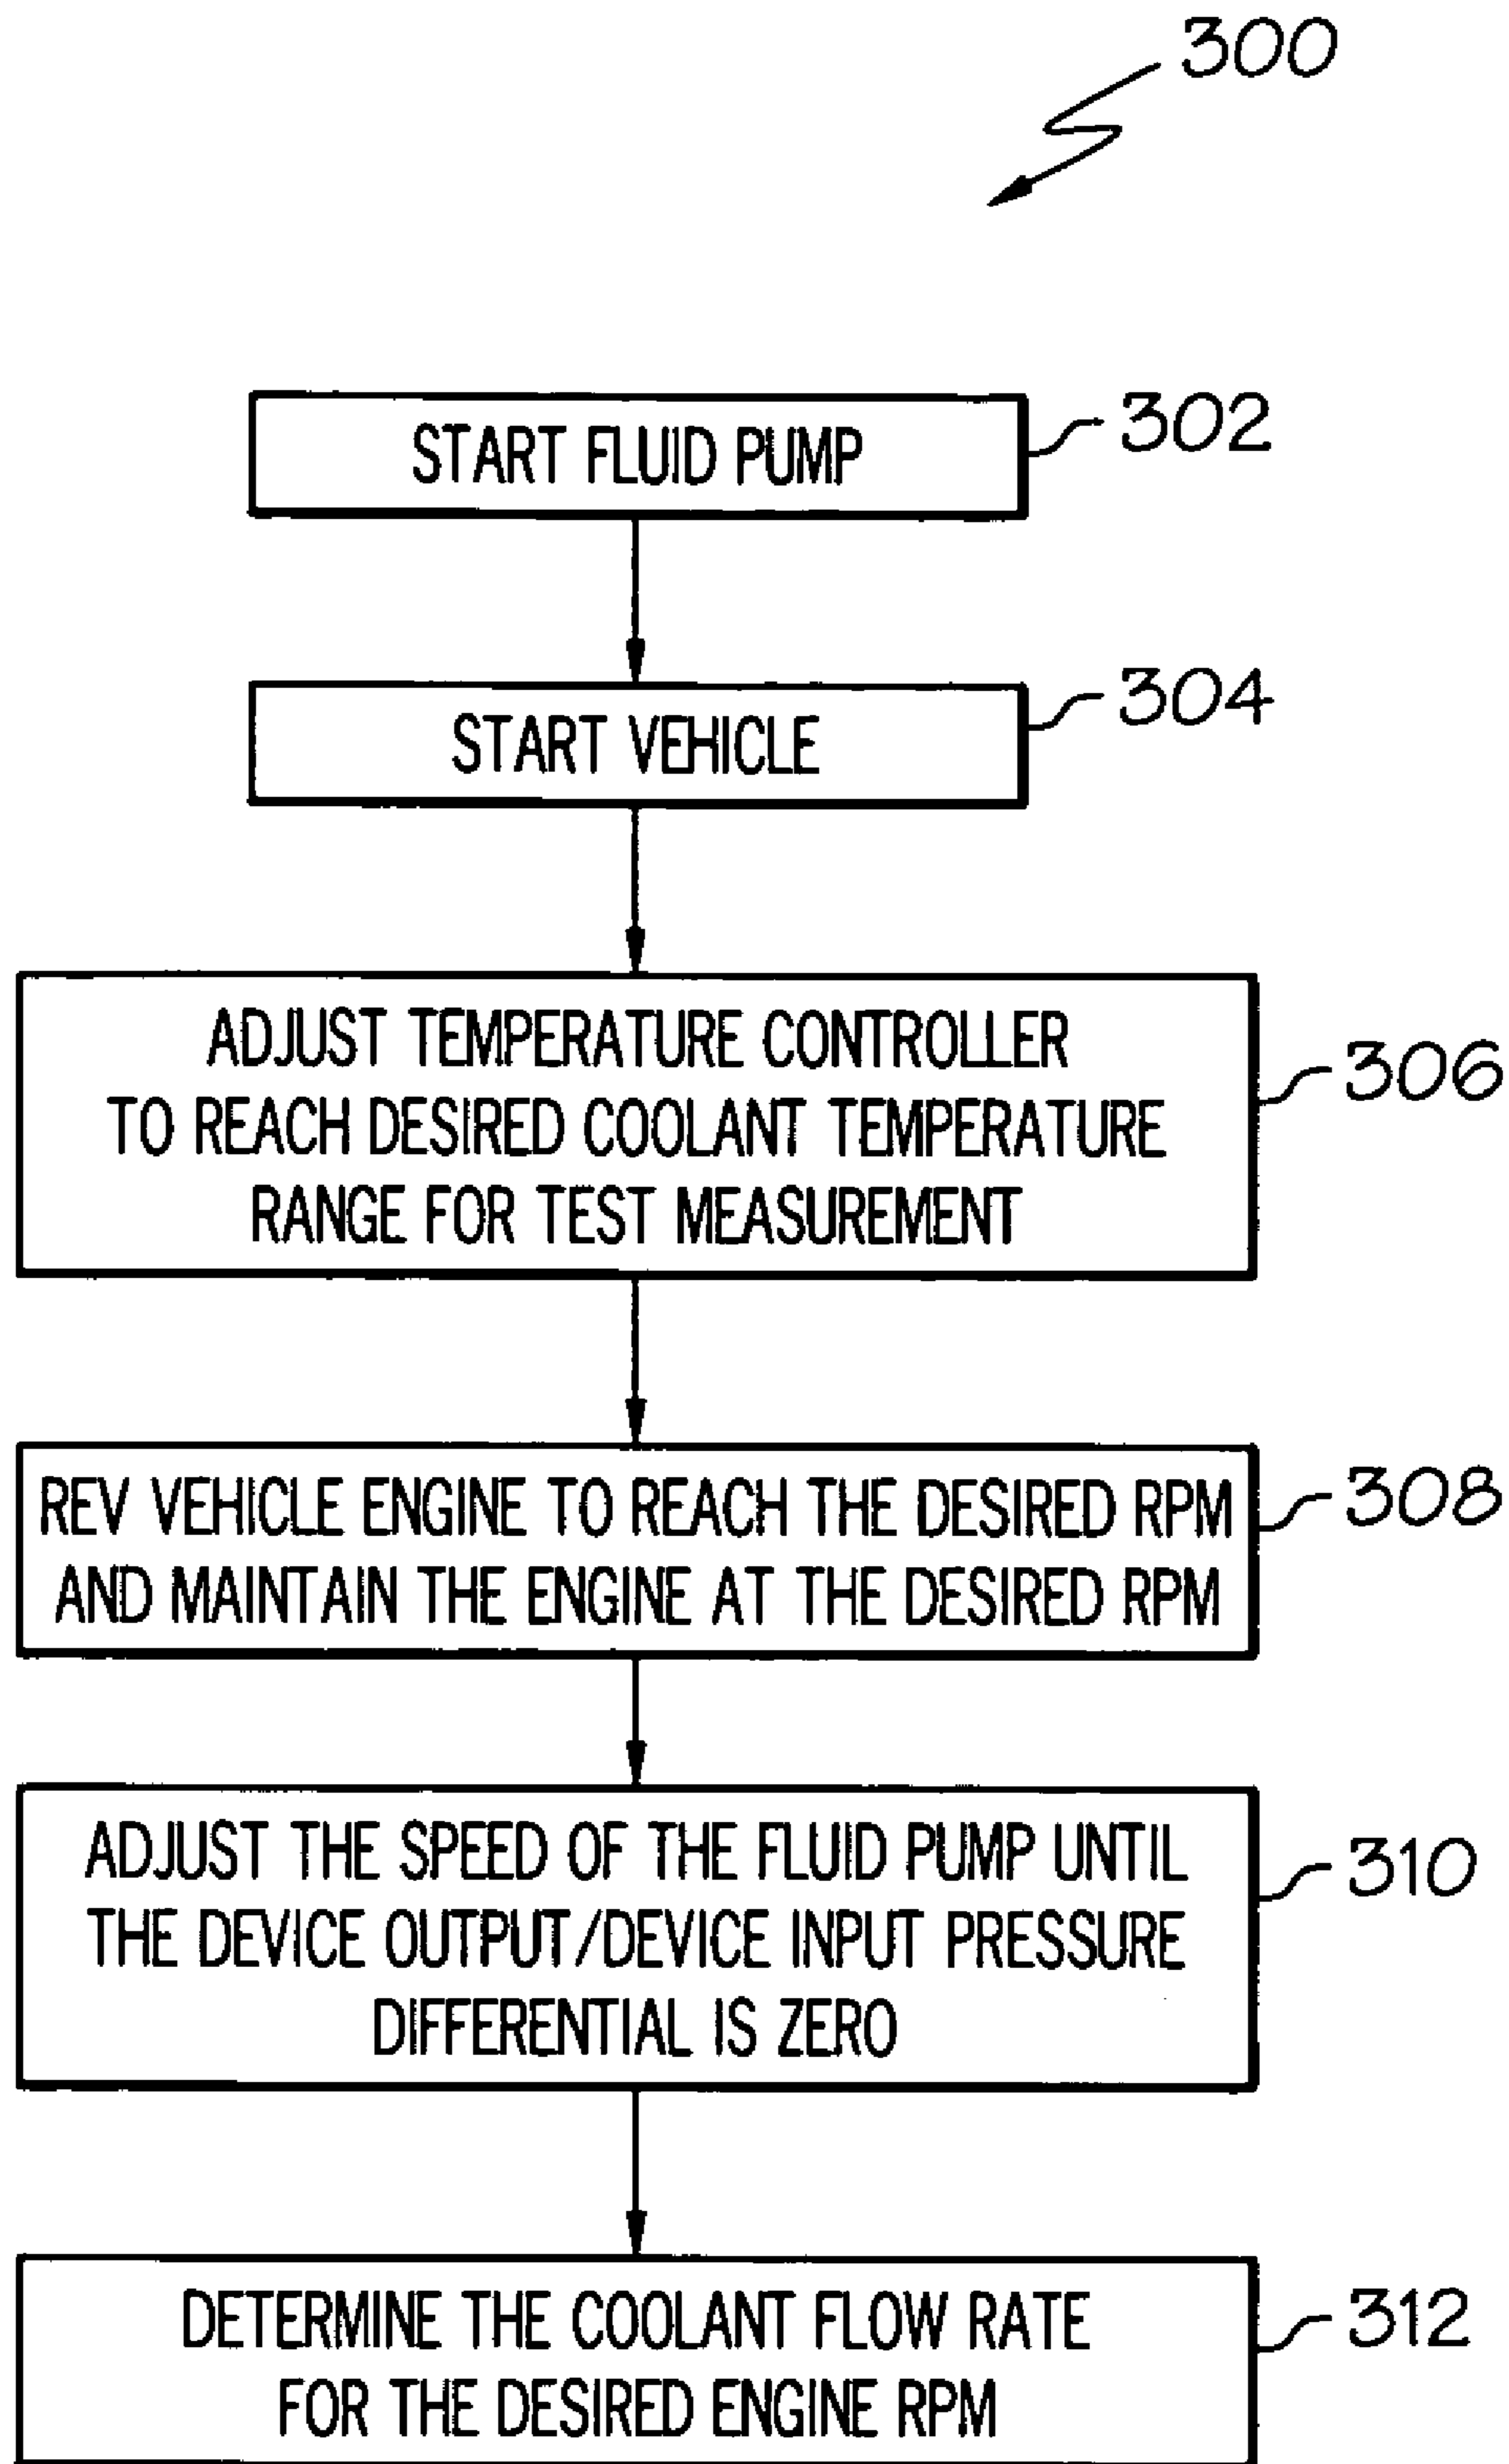 300
START FLUID PUMP
302
START VEHICLE
304
ADJUST TEMPERATURE CONTROLLER
TO REACH DESIRED COOLANT TEMPERATURE
RANGE FOR TEST MEASUREMENT
306
REV VEHICLE ENGINE TO REACH THE DESIRED RPM
AND MAINTAIN THE ENGINE AT THE DESIRED RPM
308
ADJUST THE SPEED OF THE FLUID PUMP UNTIL
THE DEVICE OUTPUT/DEVICE INPUT PRESSURE
DIFFERENTIAL IS ZERO
310
DETERMINE THE COOLANT FLOW RATE
FOR THE DESIRED ENGINE RPM
312